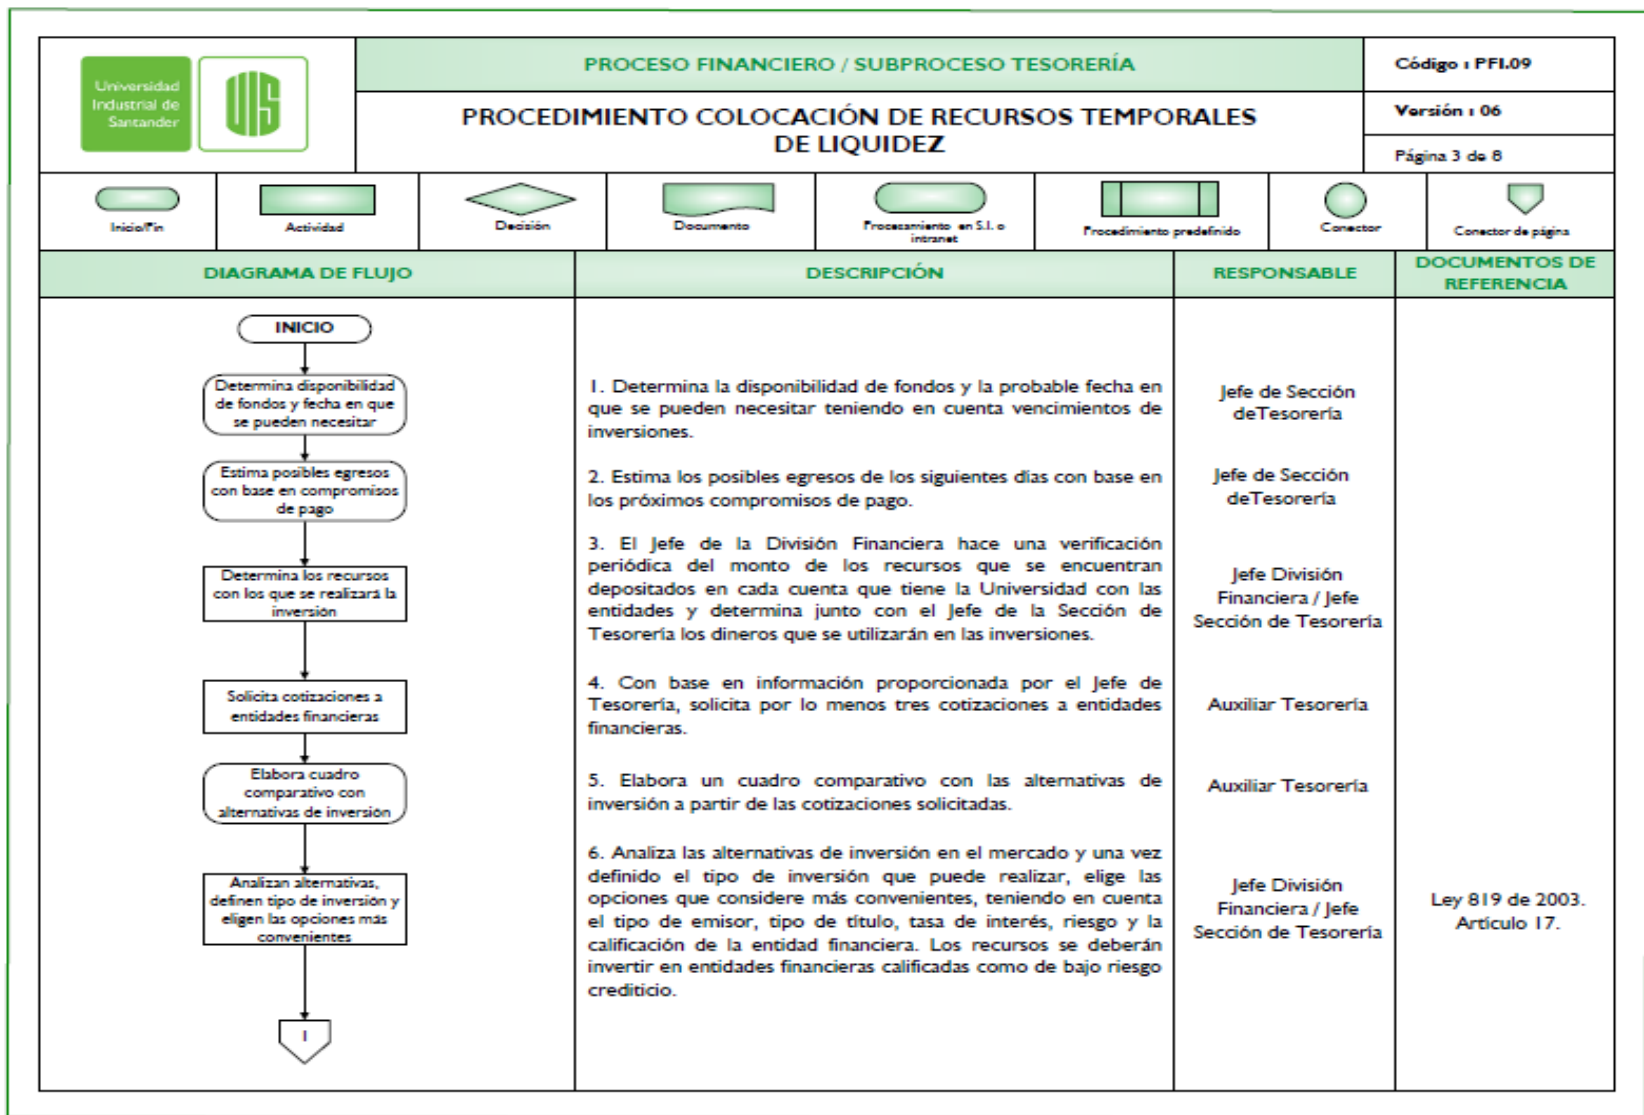 Universidad
Industrial de
Santander
UIS
PROCESO FINANCIERO / SUBPROCESO TESORERÍA
Código : PFI.09
PROCEDIMIENTO COLOCACIÓN DE RECURSOS TEMPORALES
DE LIQUIDEZ
Versión : 06
Página 3 de 8
Inicio/Fin
Actividad
Decisión
Documento
Procesamiento en S.I. o
intranet
Procedimiento predefinido
Conector
Conector de página
DIAGRAMA DE FLUJO
DESCRIPCIÓN
RESPONSABLE
DOCUMENTOS DE
REFERENCIA
INICIO
Determina disponibilidad
de fondos y fecha en que
se pueden necesitar
1. Determina la disponibilidad de fondos y la probable fecha en
que se pueden necesitar teniendo en cuenta vencimientos de
inversiones.
Jefe de Sección
deTesorería
Estima posibles egresos
con base en compromisos
de pago
2. Estima los posibles egresos de los siguientes días con base en
los próximos compromisos de pago.
Jefe de Sección
deTesorería
Determina los recursos
con los que se realizará la
inversión
3. El Jefe de la División Financiera hace una verificación
periódica del monto de los recursos que se encuentran
depositados en cada cuenta que tiene la Universidad con las
entidades y determina junto con el Jefe de la Sección de
Tesorería los dineros que se utilizarán en las inversiones.
Jefe División
Financiera / Jefe
Sección de Tesorería
Solicita cotizaciones a
entidades financieras
4. Con base en información proporcionada por el Jefe de
Tesorería, solicita por lo menos tres cotizaciones a entidades
financieras.
Auxiliar Tesorería
Elabora cuadro
comparativo con
alternativas de inversión
5. Elabora un cuadro comparativo con las alternativas de
inversión a partir de las cotizaciones solicitadas.
Auxiliar Tesorería
Analizan alternativas,
definen tipo de inversión y
eligen las opciones más
convenientes
6. Analiza las alternativas de inversión en el mercado y una vez
definido el tipo de inversión que puede realizar, elige las
opciones que considere más convenientes, teniendo en cuenta
el tipo de emisor, tipo de título, tasa de interés, riesgo y la
calificación de la entidad financiera. Los recursos se deberán
invertir en entidades financieras calificadas como de bajo riesgo
crediticio.
Jefe División
Financiera / Jefe
Sección de Tesorería
Ley 819 de 2003.
Artículo 17.
1